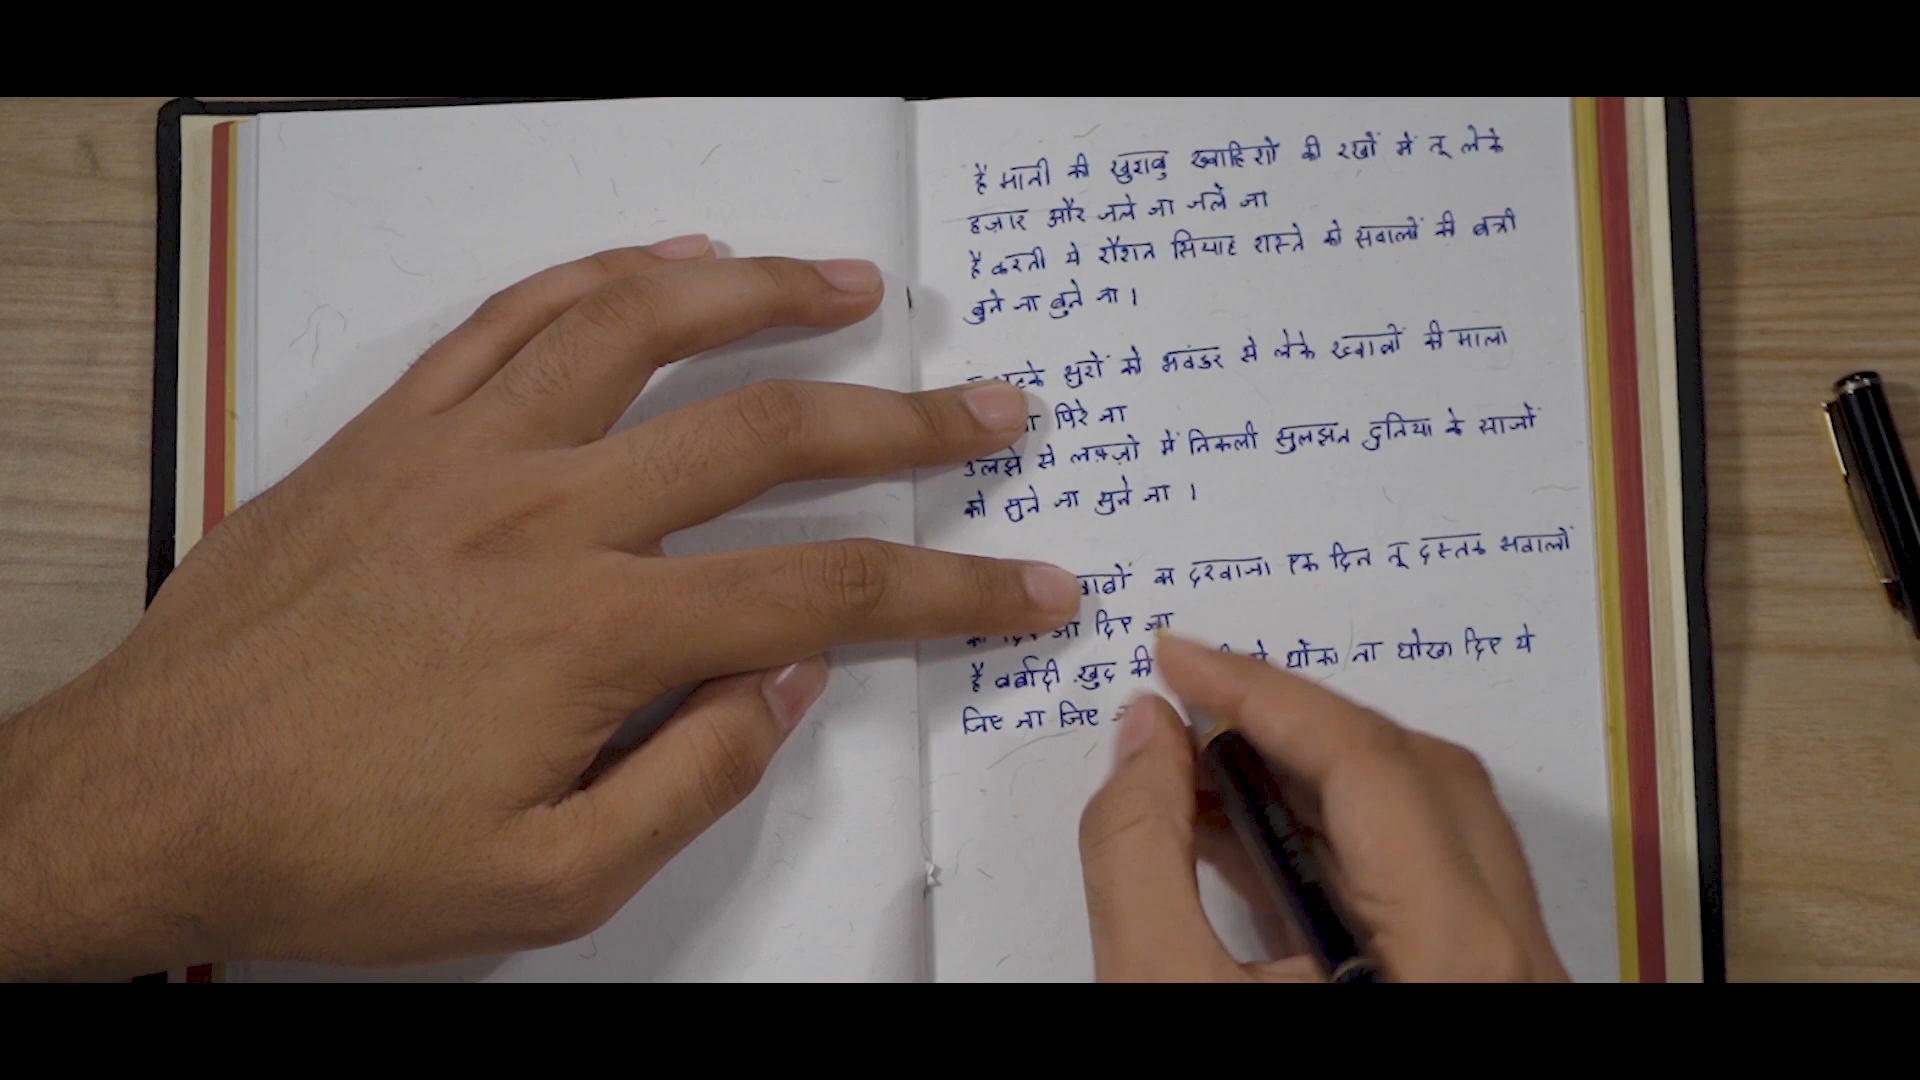 है माती की खुशबु ख्वाहिशो की रखों में तू लेके
हज़ार और जले जा जले जा
है करती ये रौशन सियाह रास्ते को सवालों की बत्ती
बुने जा बुने जा ।
सुरों को भवंडर से लेके ख्वाबों की माला
पिरे जा
उलझे से लफ़्ज़ो में निकली सुलझन दुनिया के साजों
को सुने जा सुने जा ।
का दरवाजा एक दिन तू दस्तक सवालों
जा दिए जा
है बर्बादी ख़ुद की धोका ना धोखा दिए ये
जिए जा जिए